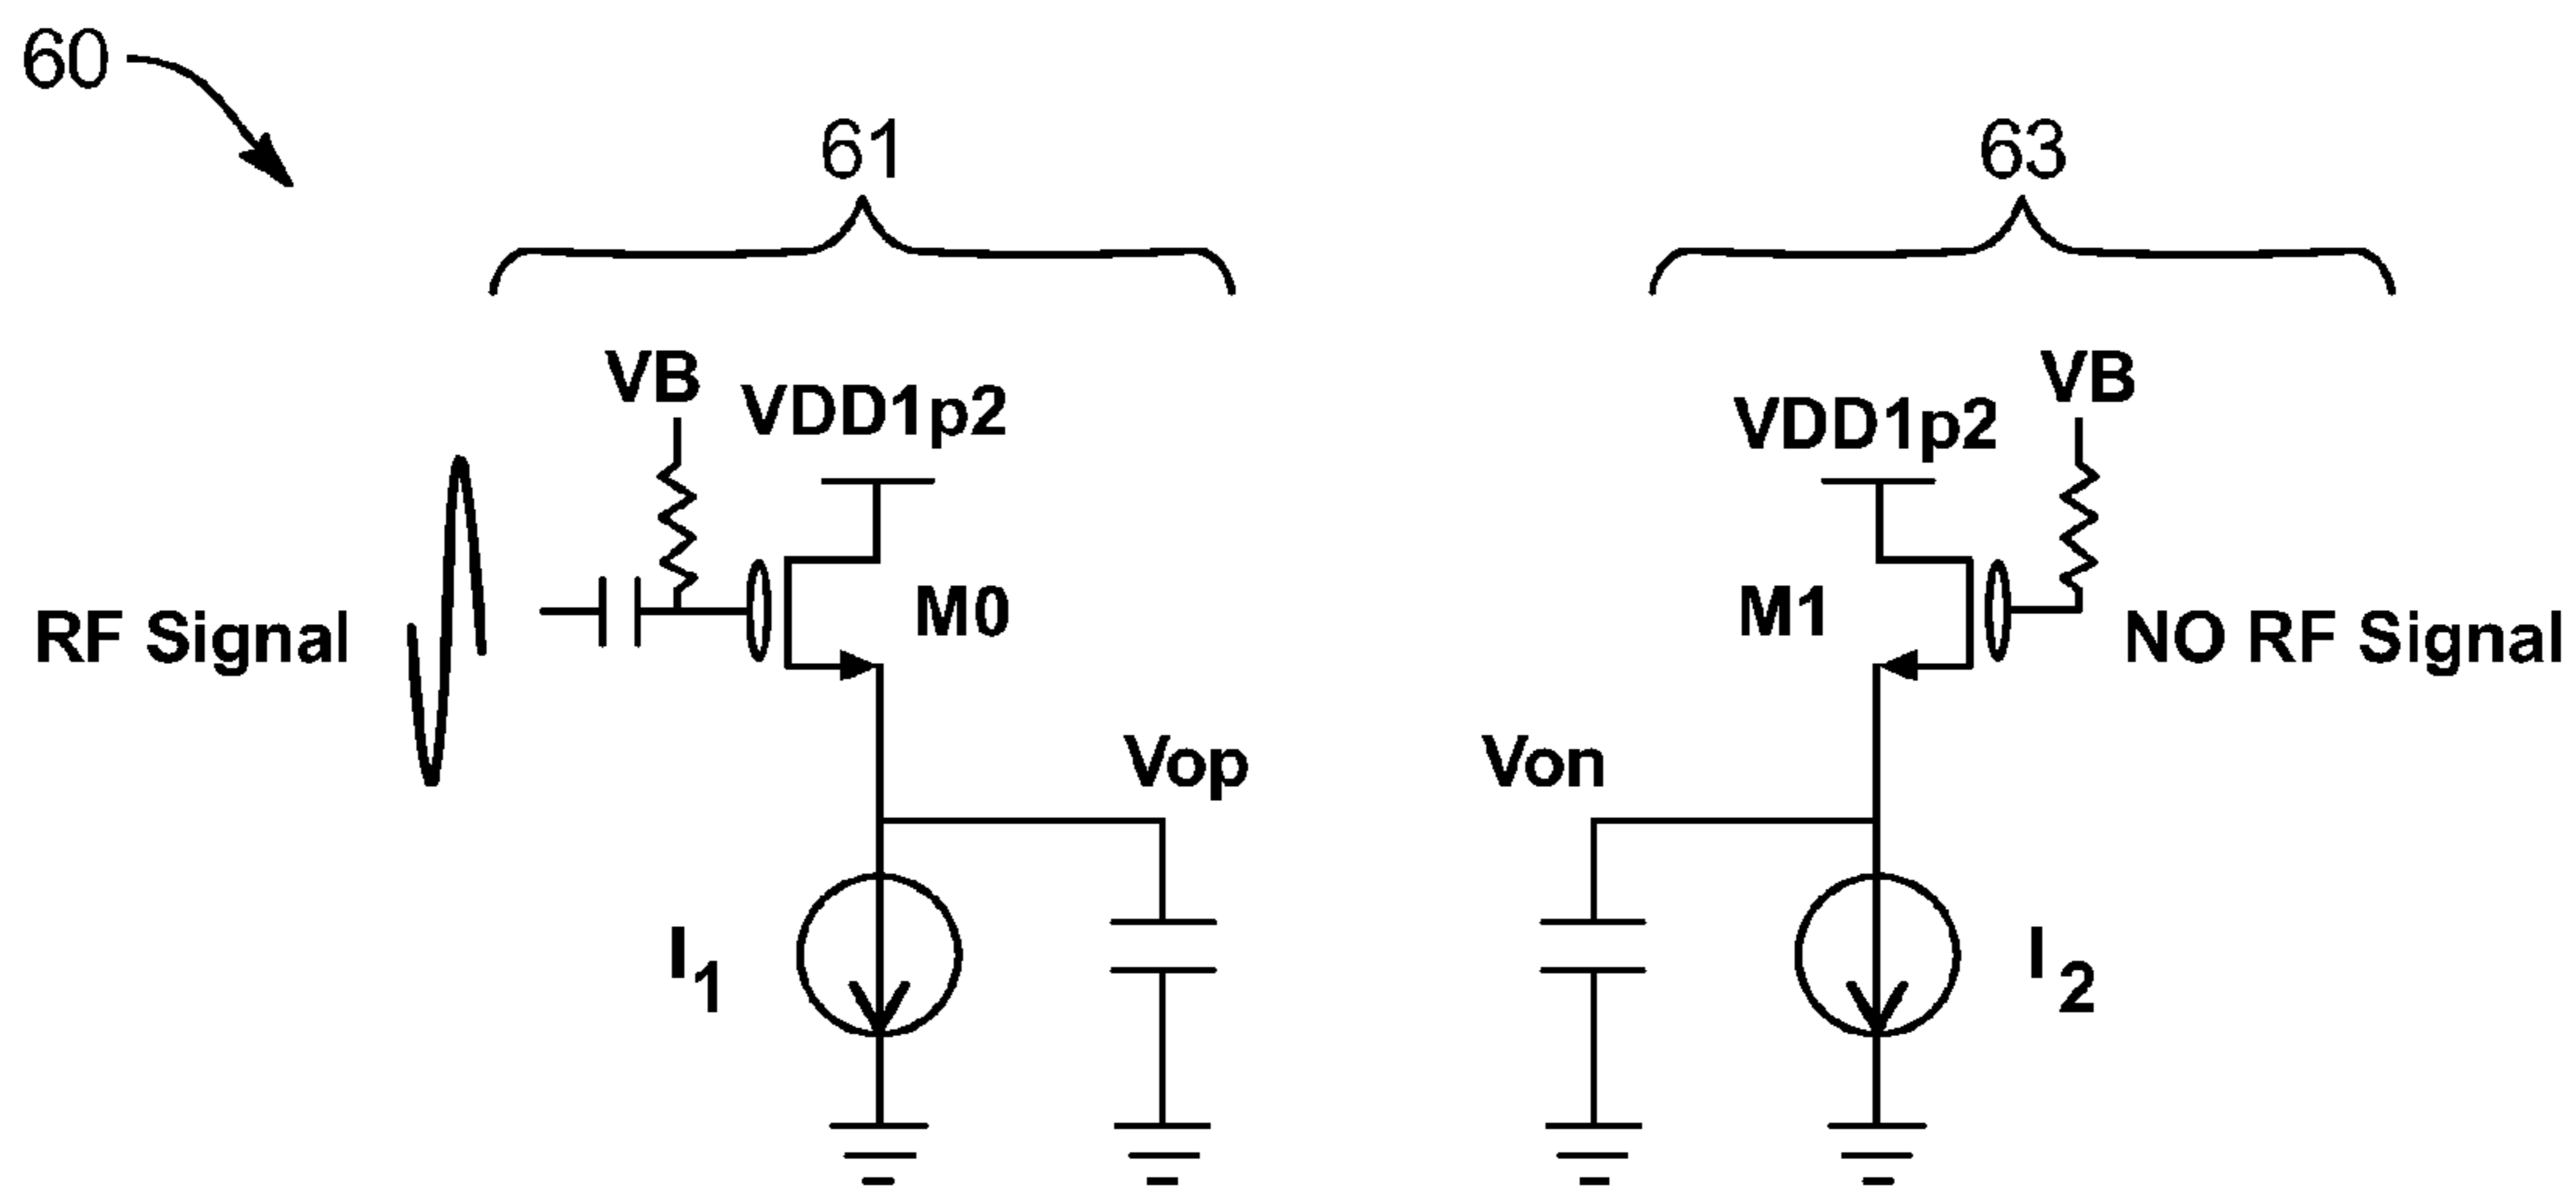 60
61
63
VB
VDD1p2
VDD1p2
VB
RF Signal
M0
M1
NO RF Signal
Vop
Von
I1
I2